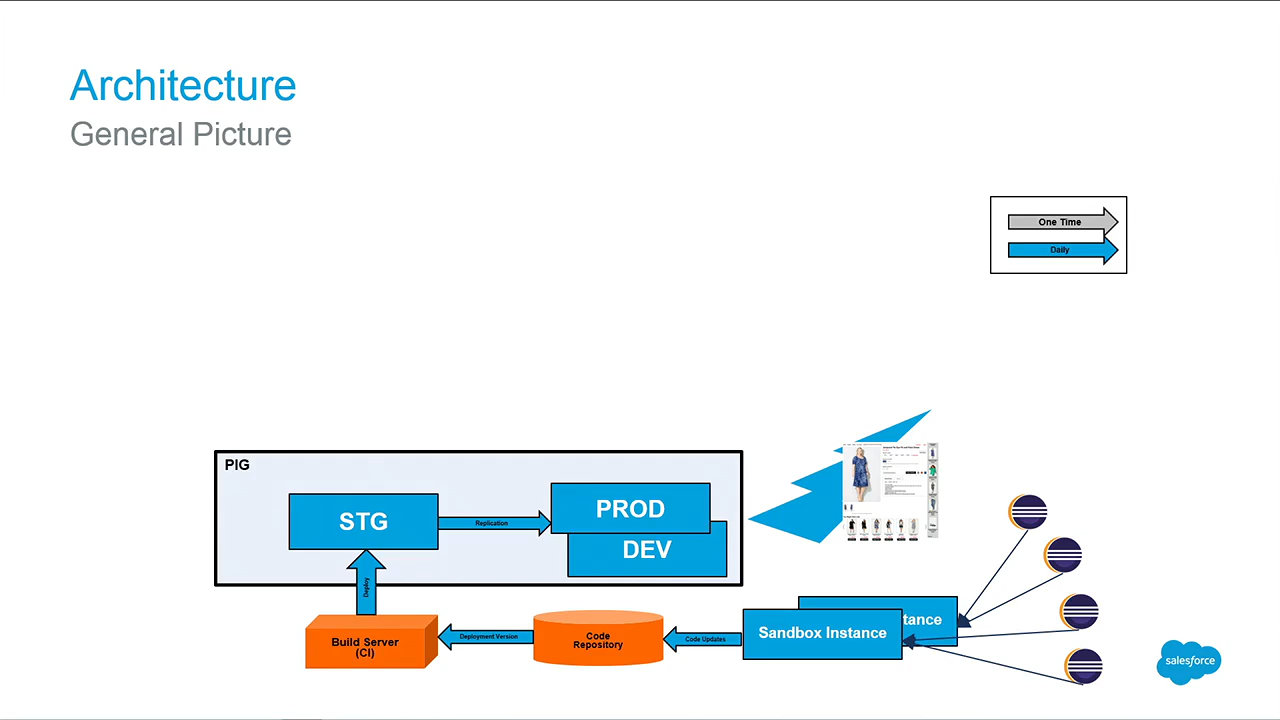 Architecture
General Picture
One Time
Daily
PIG
STG
Replication
PROD
DEV
Deploy
Build Server
(CI)
Deployment Version
Code
Repository
Code Updates
Sandbox Instance
tance
salesforce